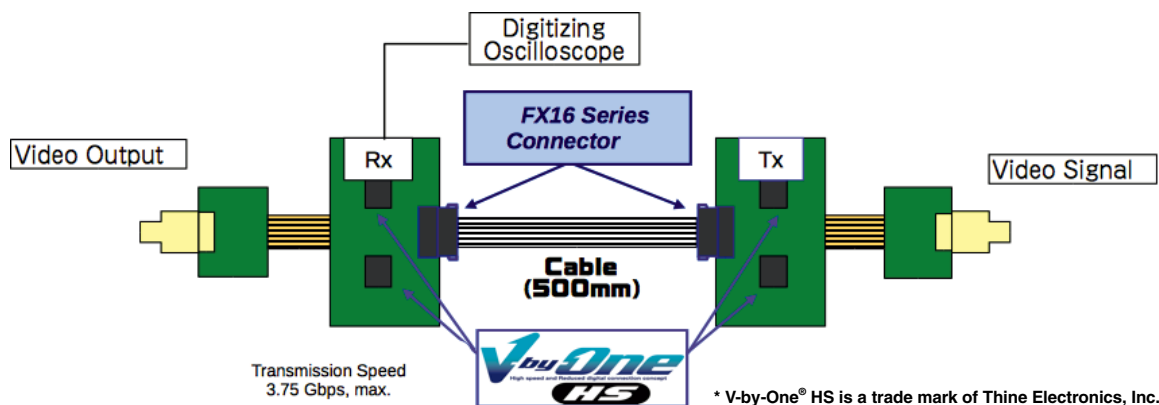 Digitizing
Oscilloscope
FX16 Series
Connector
Video Output
Rx
Tx
Video Signal
Cable
(500mm)
V-by-One
High speed and Reduced digital connection concept
HS
Transmission Speed
3.75 Gbps, max.
* V-by-One® HS is a trade mark of Thine Electronics, Inc.